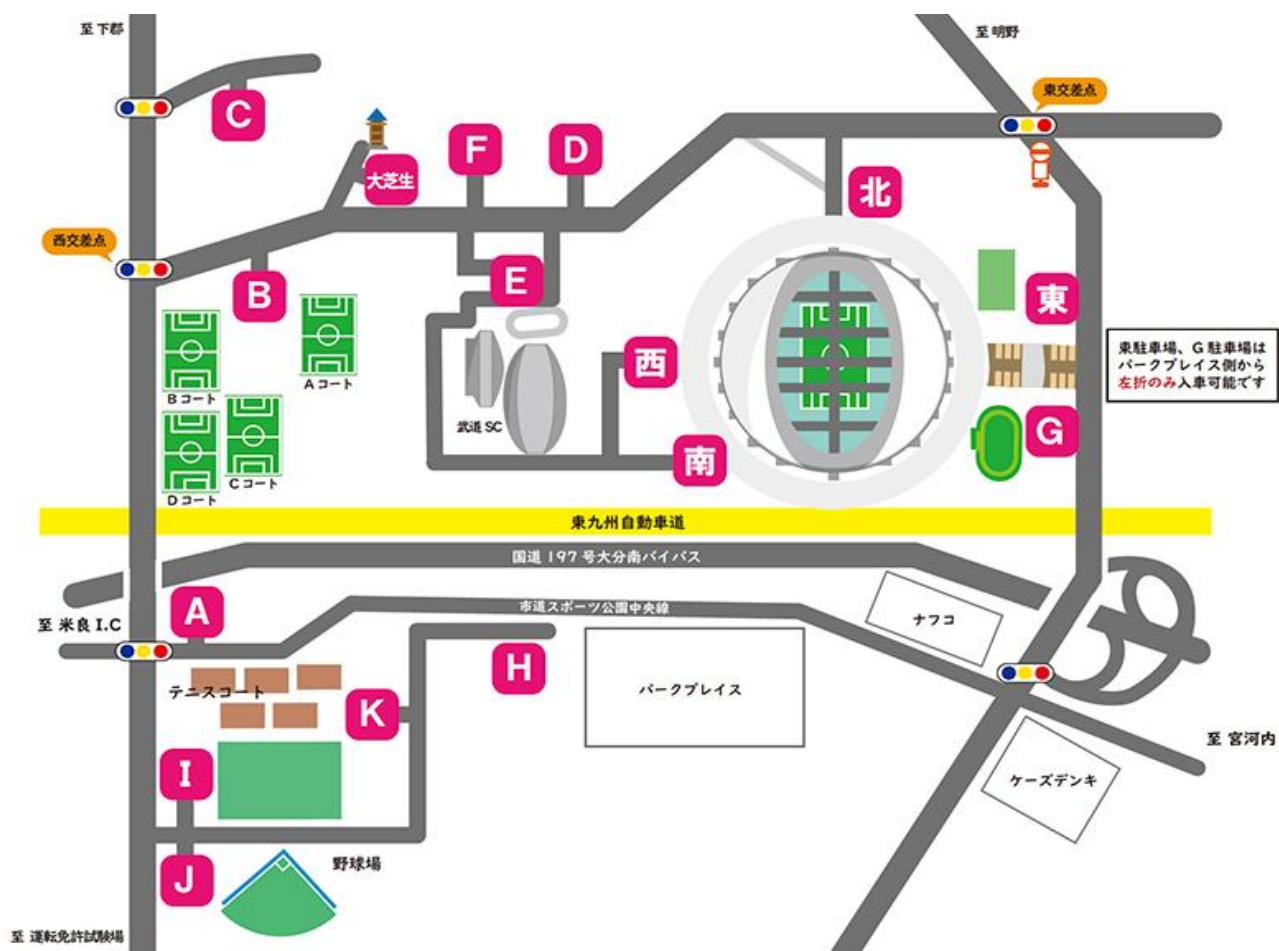 至 下郡
至 明野
東交差点
C
F
D
大芝生
北
西交差点
B
E
東
Aコート
Bコート
西
東駐車場、G駐車場は
パークプレイス側から
左折のみ入車可能です
武道SC
G
Cコート
南
Dコート
東九州自動車道
国道197号大分南バイパス
A
市道スポーツ公園中央線
至 米良I.C
ナフコ
H
テニスコート
パークプレイス
K
至 宮河内
I
ケーズデンキ
野球場
J
至 運転免許試験場